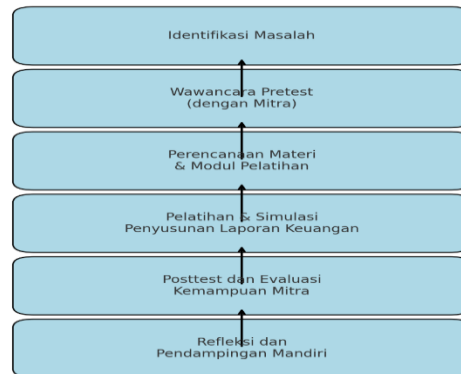 Identifikasi Masalah
Wawancara Pretest
(dengan Mitra)
Perencanaan Materi
& Modul Pelatihan
Pelatihan & Simulasi
Penyusunan Laporan Keuangan
Posttest dan Evaluasi
Kemampuan Mitra
Refleksi dan
Pendampingan Mandiri